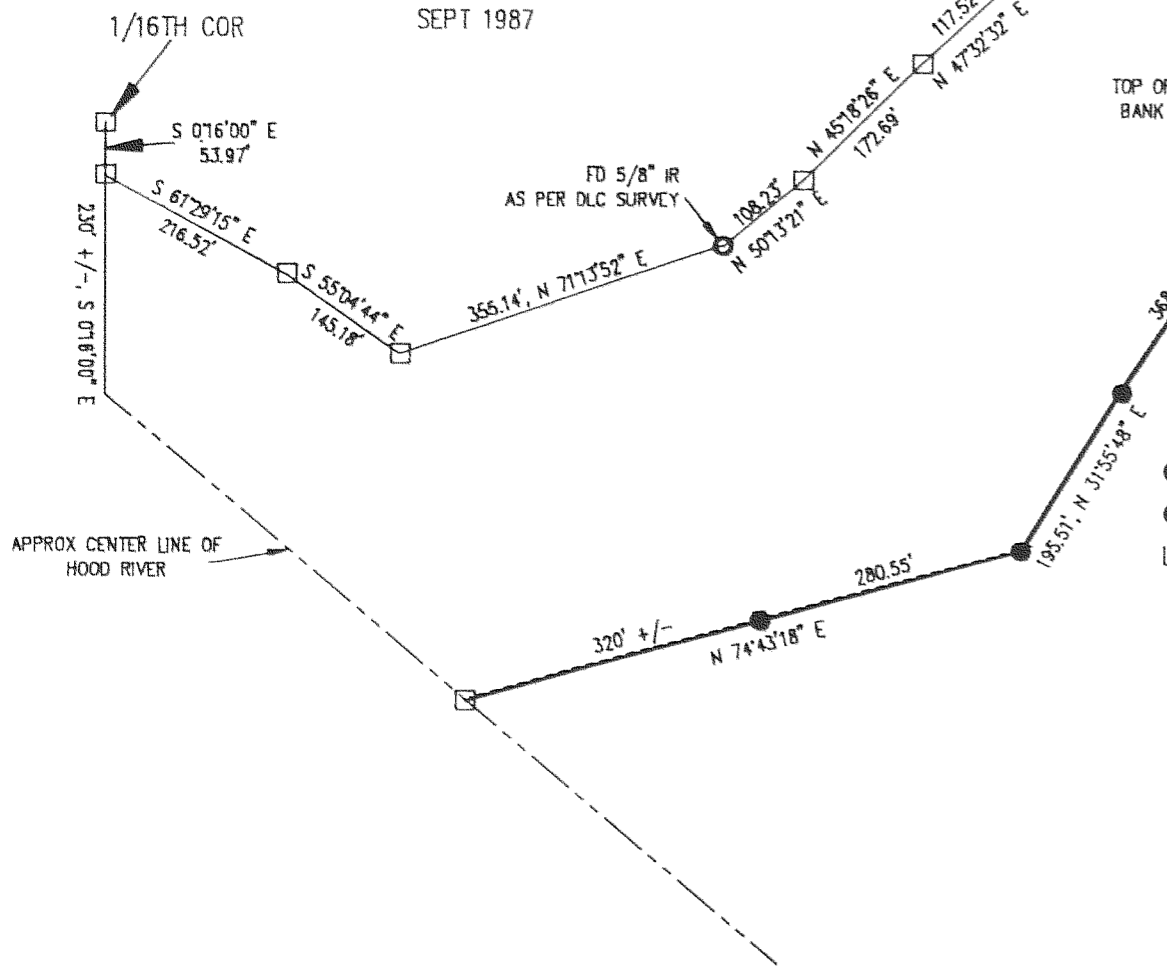 1/16TH COR
SEPT 1987
117.52'
N 47°32'32" E
TOP OF
BANK
S 0°16'00" E
53.97'
N 45°18'26" E
172.69'
FD 5/8" IR
AS PER DLC SURVEY
108.23'
N 50°13'21" E
S 61°29'15" E
216.52'
230' +/-, S 0°16'00" E
S 55°04'44" E
145.18'
355.14', N 71°13'52" E
368
195.51', N 31°55'48" E
APPROX CENTER LINE OF
HOOD RIVER
280.55'
320' +/-
N 74°43'18" E